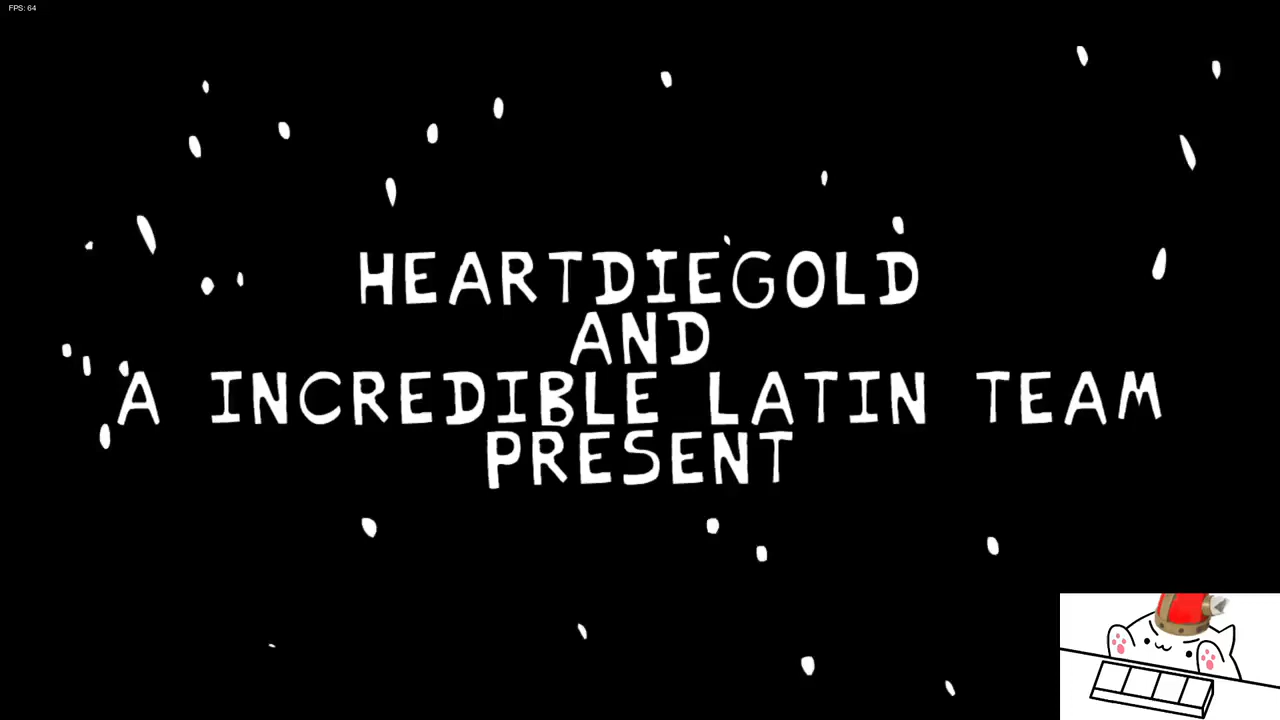 FPS: 64
HEARTDIEGOLD
AND
A INCREDIBLE LATIN TEAM
PRESENT